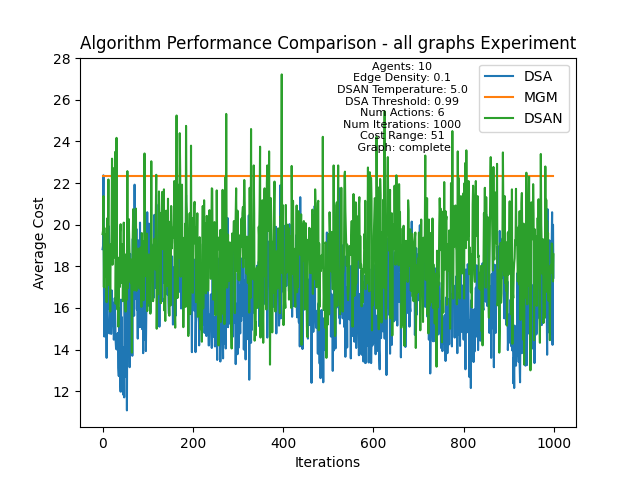 Algorithm Performance Comparison - all graphs Experiment
Agents: 10
Edge Density: 0.1
DSAN Temperature: 5.0
DSA Threshold: 0.99
Num Actions: 6
Num Iterations: 1000
Cost Range: 51
Graph: complete
DSA
MGM
DSAN
Average Cost
28
26
24
22
20
18
16
14
12
0
200
400
600
800
1000
Iterations